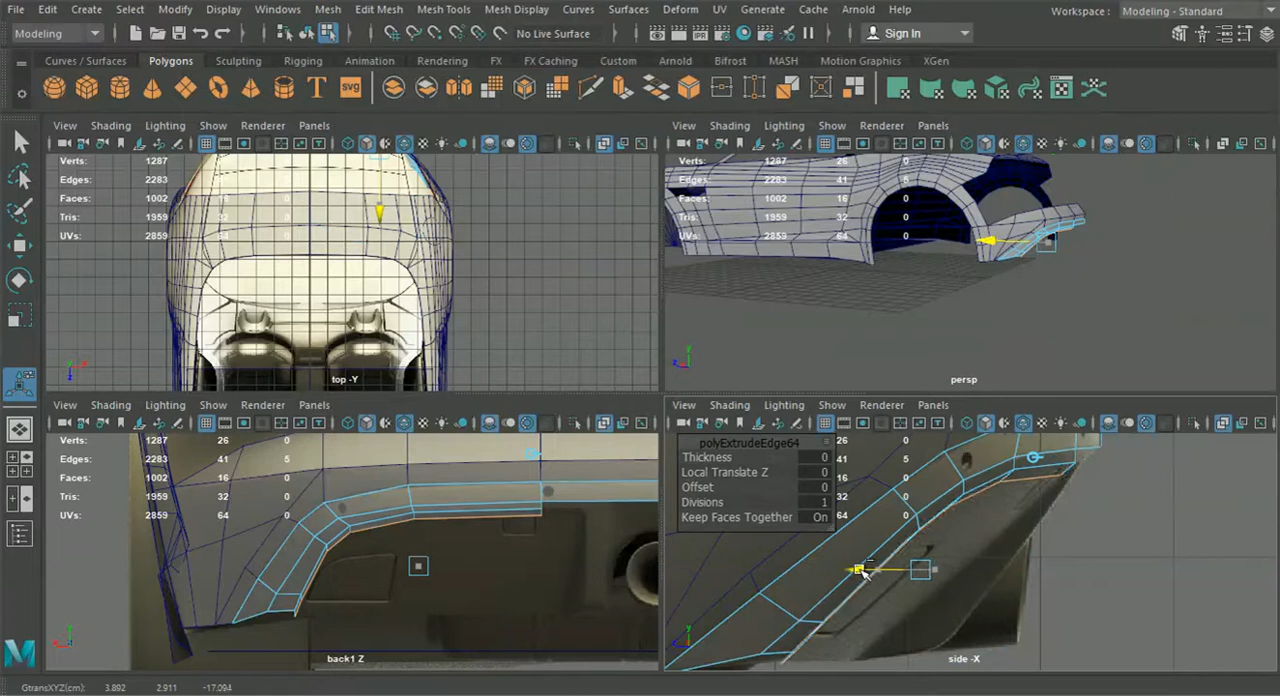 File Edit Create Select Modify Display Windows Mesh Edit Mesh Mesh Tools Mesh Display Curves Surfaces Deform UV Generate Cache Arnold Help Workspace: Modeling - Standard
Modeling No Live Surface Sign In
Curves / Surfaces Polygons Sculpting Rigging Animation Rendering FX FX Caching Custom Arnold Bifrost MASH Motion Graphics XGen
T SVG
View Shading Lighting Show Renderer Panels
Verts: 1287
Edges: 2283
Faces: 1002
Tris: 1959 32
UVs: 2859 64
top -Y
View Shading Lighting Show Renderer Panels
Verts: 1287 26 0
Edges: 2283 41 5
Faces: 1002 16 0
Tris: 1959 32 0
UVs: 2859 64 0
persp
View Shading Lighting Show Renderer Panels
Verts: 1287 26 0
Edges: 2283 41 5
Faces: 1002 16 0
Tris: 1959 32 0
UVs: 2859 64 0
back1 Z
View Shading Lighting Show Renderer Panels
polyExtrudeEdge64
Thickness 0
Local Translate Z 0
Offset 0
Divisions 1
Keep Faces Together On
26 0
41 5
16 0
32 0
64 0
side -X
GtransXYZ( 3.892 2.911 -17.094